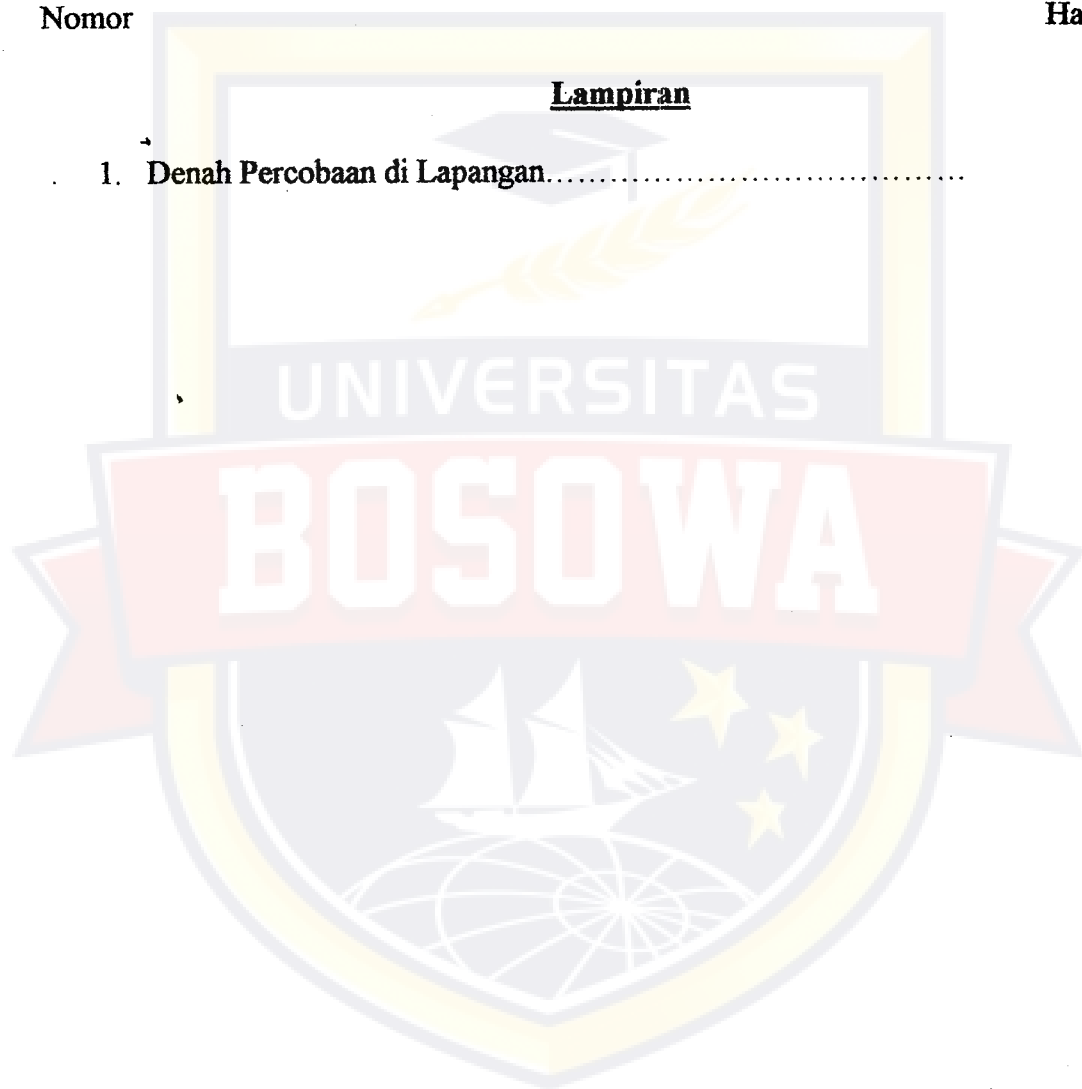 Nomor Ha
Lampiran
1. Denah Percobaan di Lapangan........................................
UNIVERSITAS
BOSOWA